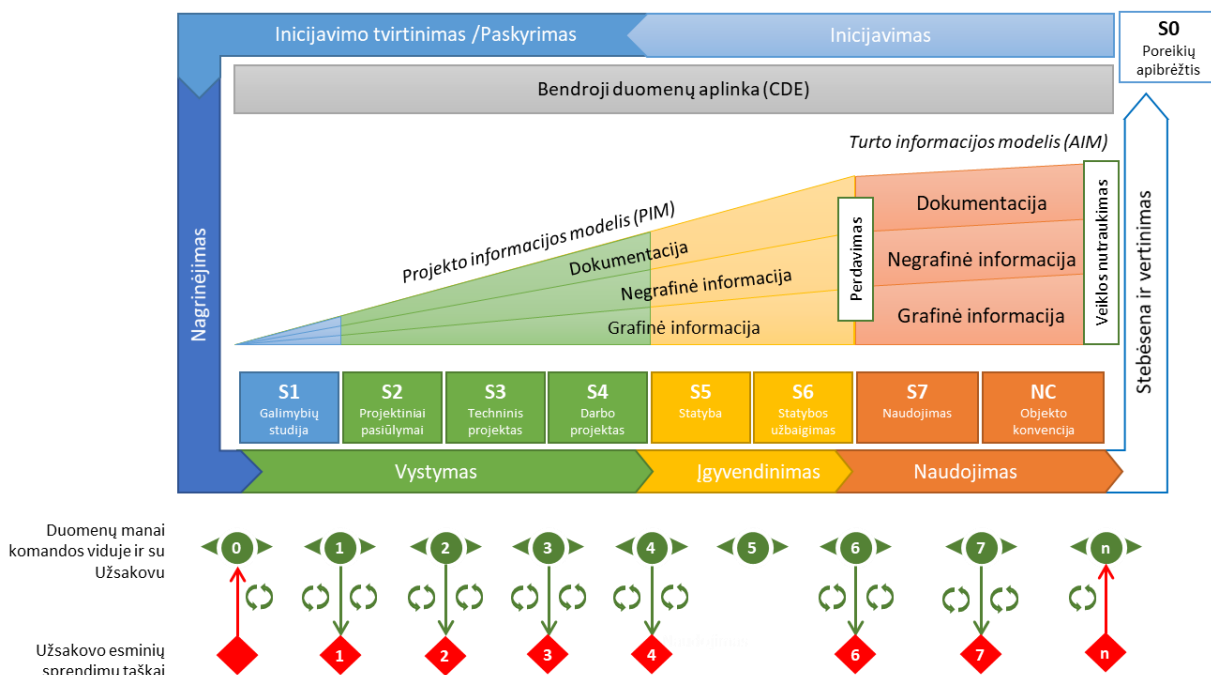 Inicijavimo tvirtinimas /Paskyrimas
Inicijavimas
S0
Poreikių
apibrėžtis
Bendroji duomenų aplinka (CDE)
Turto informacijos modelis (AIM)
Projekto informacijos modelis (PIM)
Dokumentacija
Negrafinė informacija
Grafinė informacija
Perdavimas
Dokumentacija
Negrafinė informacija
Grafinė informacija
Veiklos nutraukimas
Stebėsena ir vertinimas
Nagrinėjimas
S1
Galimybių
studija
S2
Projektiniai
pasiūlymai
S3
Techninis
projektas
S4
Darbo
projektas
S5
Statyba
S6
Statybos
užbaigimas
S7
Naudojimas
NC
Objekto
konvencija
Vystymas
Įgyvendinimas
Naudojimas
Duomenų manai
komandos viduje ir su
Užsakovu
0
1
2
3
4
5
6
7
n
Užsakovo esminių
sprendimų taškai
1
2
3
4
6
7
n